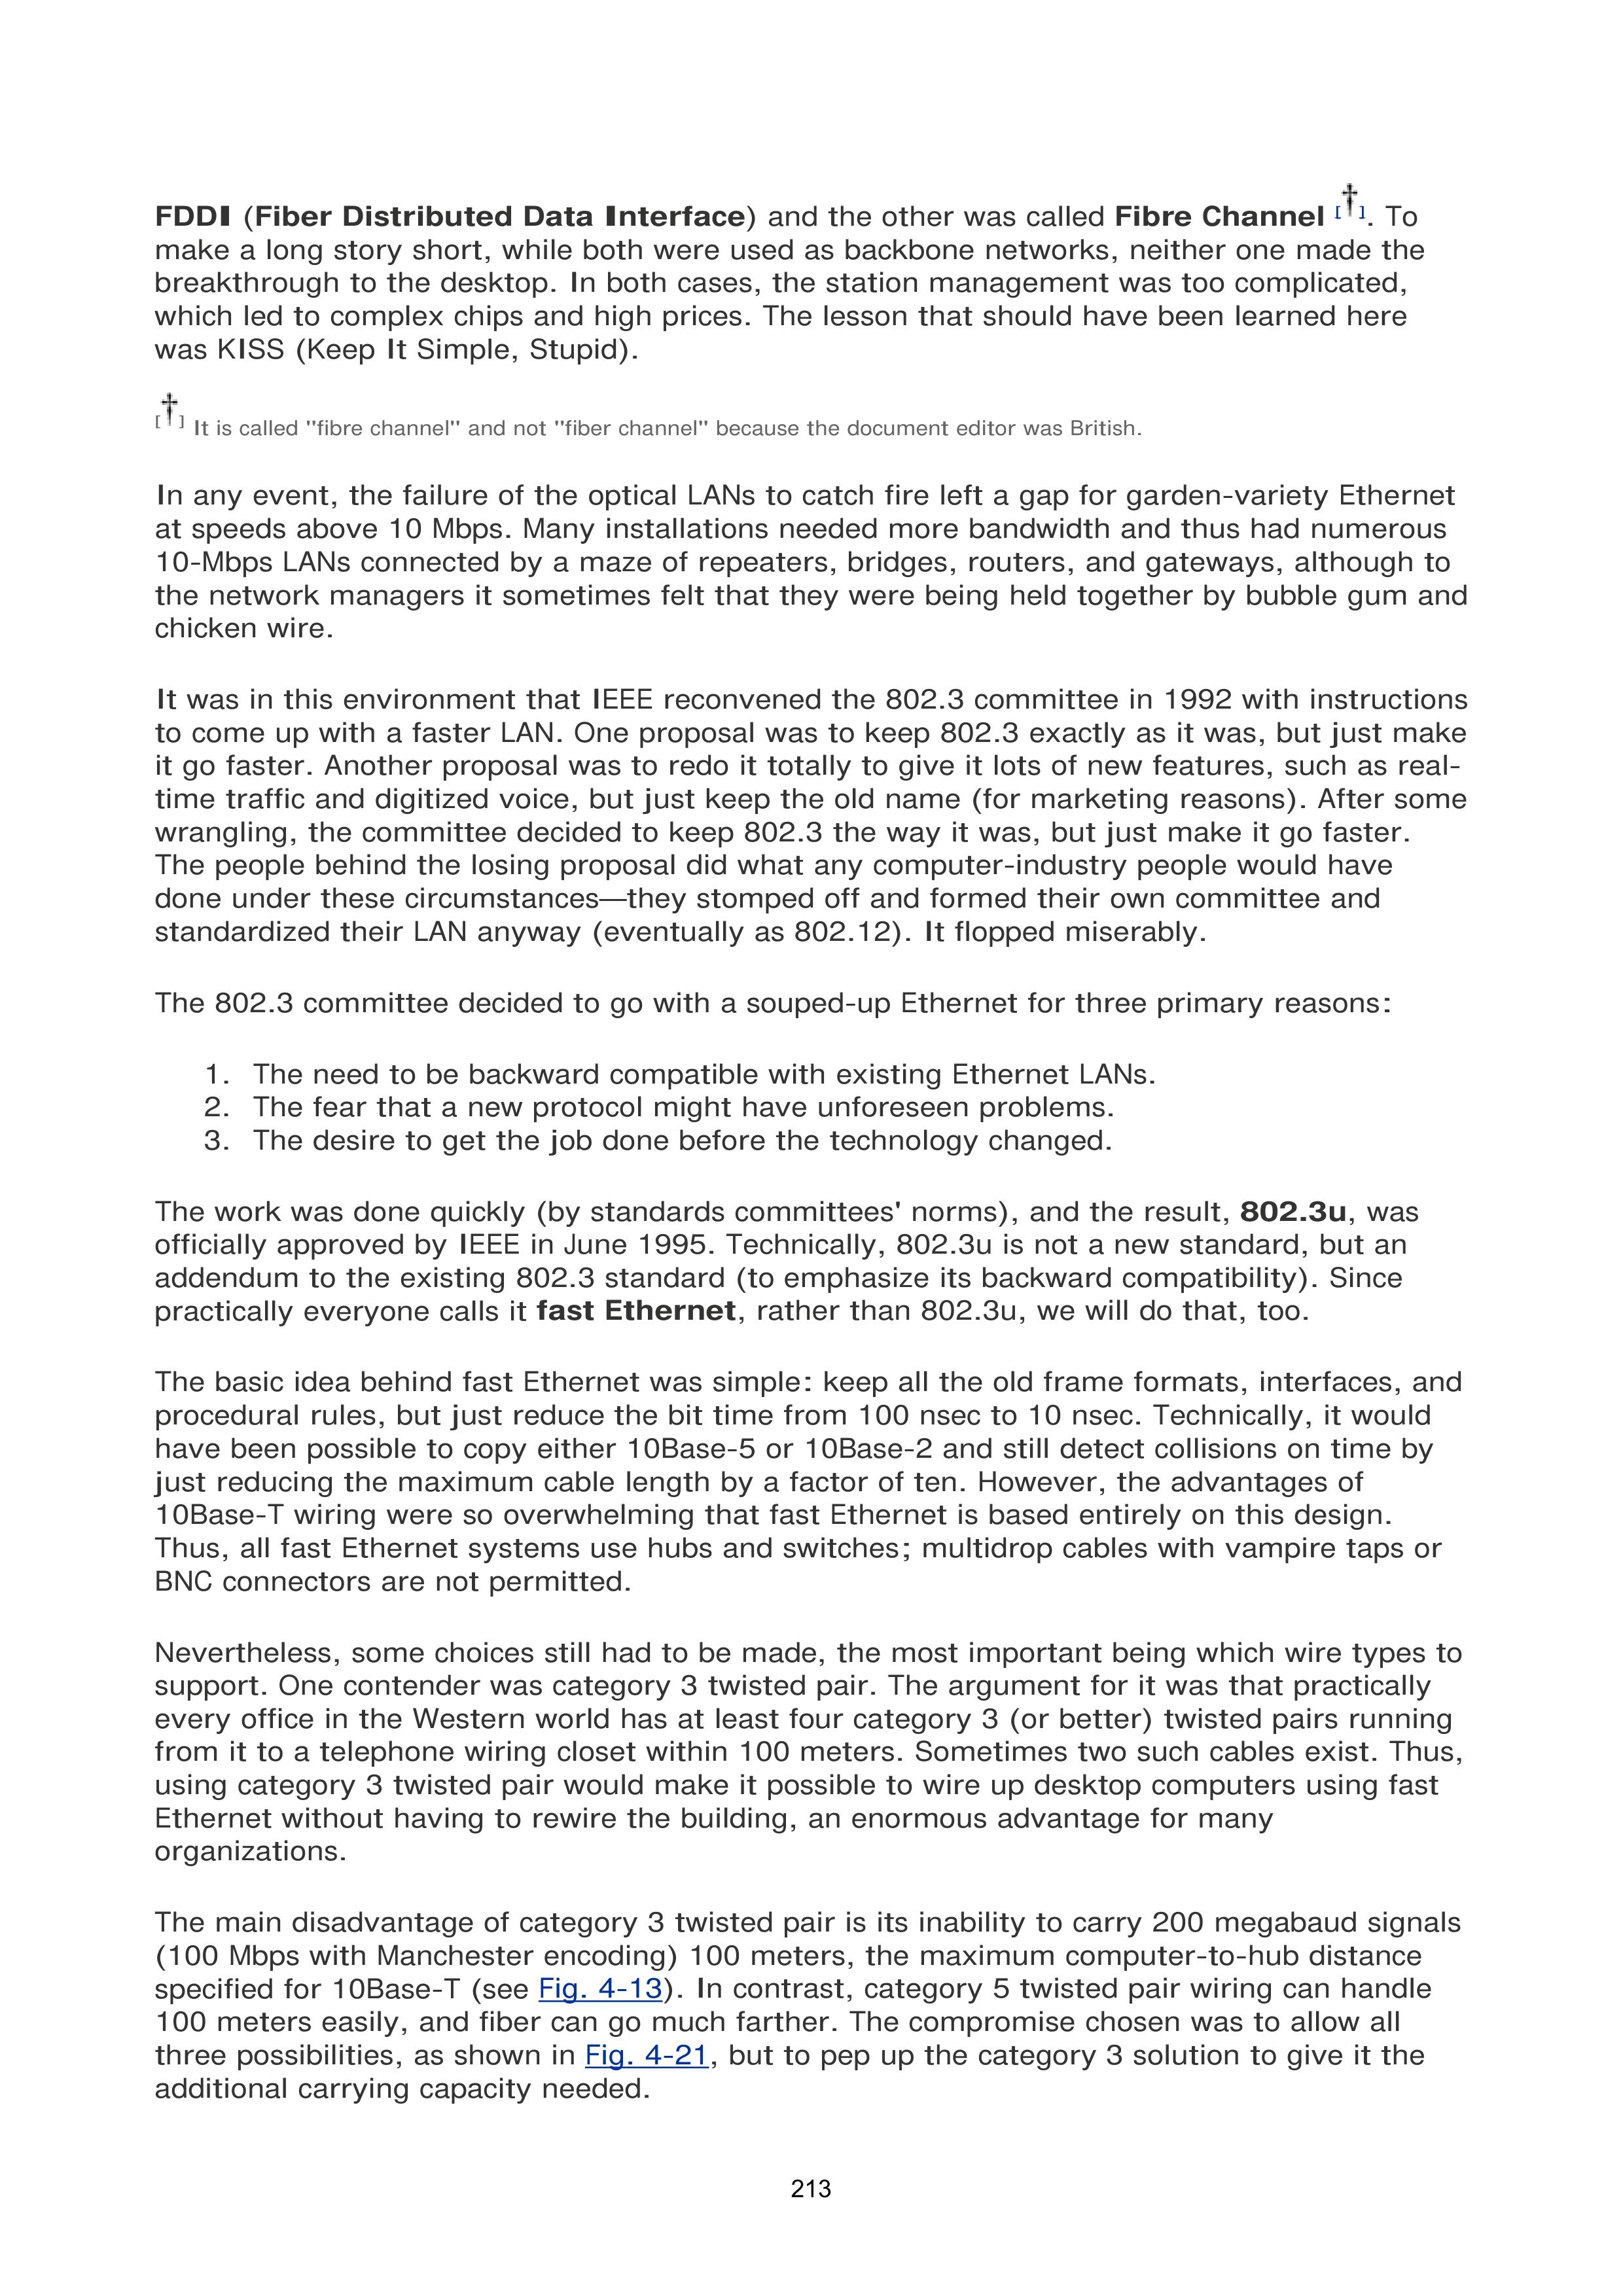 FDDI (Fiber Distributed Data Interface) and the other was called Fibre Channel [†]. To
make a long story short, while both were used as backbone networks, neither one made the
breakthrough to the desktop. In both cases, the station management was too complicated,
which led to complex chips and high prices. The lesson that should have been learned here
was KISS (Keep It Simple, Stupid).
[†] It is called "fibre channel" and not "fiber channel" because the document editor was British.
In any event, the failure of the optical LANs to catch fire left a gap for garden-variety Ethernet
at speeds above 10 Mbps. Many installations needed more bandwidth and thus had numerous
10-Mbps LANs connected by a maze of repeaters, bridges, routers, and gateways, although to
the network managers it sometimes felt that they were being held together by bubble gum and
chicken wire.
It was in this environment that IEEE reconvened the 802.3 committee in 1992 with instructions
to come up with a faster LAN. One proposal was to keep 802.3 exactly as it was, but just make
it go faster. Another proposal was to redo it totally to give it lots of new features, such as real-
time traffic and digitized voice, but just keep the old name (for marketing reasons). After some
wrangling, the committee decided to keep 802.3 the way it was, but just make it go faster.
The people behind the losing proposal did what any computer-industry people would have
done under these circumstances—they stomped off and formed their own committee and
standardized their LAN anyway (eventually as 802.12). It flopped miserably.
The 802.3 committee decided to go with a souped-up Ethernet for three primary reasons:
1. The need to be backward compatible with existing Ethernet LANs.
2. The fear that a new protocol might have unforeseen problems.
3. The desire to get the job done before the technology changed.
The work was done quickly (by standards committees' norms), and the result, 802.3u, was
officially approved by IEEE in June 1995. Technically, 802.3u is not a new standard, but an
addendum to the existing 802.3 standard (to emphasize its backward compatibility). Since
practically everyone calls it fast Ethernet, rather than 802.3u, we will do that, too.
The basic idea behind fast Ethernet was simple: keep all the old frame formats, interfaces, and
procedural rules, but just reduce the bit time from 100 nsec to 10 nsec. Technically, it would
have been possible to copy either 10Base-5 or 10Base-2 and still detect collisions on time by
just reducing the maximum cable length by a factor of ten. However, the advantages of
10Base-T wiring were so overwhelming that fast Ethernet is based entirely on this design.
Thus, all fast Ethernet systems use hubs and switches; multidrop cables with vampire taps or
BNC connectors are not permitted.
Nevertheless, some choices still had to be made, the most important being which wire types to
support. One contender was category 3 twisted pair. The argument for it was that practically
every office in the Western world has at least four category 3 (or better) twisted pairs running
from it to a telephone wiring closet within 100 meters. Sometimes two such cables exist. Thus,
using category 3 twisted pair would make it possible to wire up desktop computers using fast
Ethernet without having to rewire the building, an enormous advantage for many
organizations.
The main disadvantage of category 3 twisted pair is its inability to carry 200 megabaud signals
(100 Mbps with Manchester encoding) 100 meters, the maximum computer-to-hub distance
specified for 10Base-T (see Fig. 4-13). In contrast, category 5 twisted pair wiring can handle
100 meters easily, and fiber can go much farther. The compromise chosen was to allow all
three possibilities, as shown in Fig. 4-21, but to pep up the category 3 solution to give it the
additional carrying capacity needed.
213